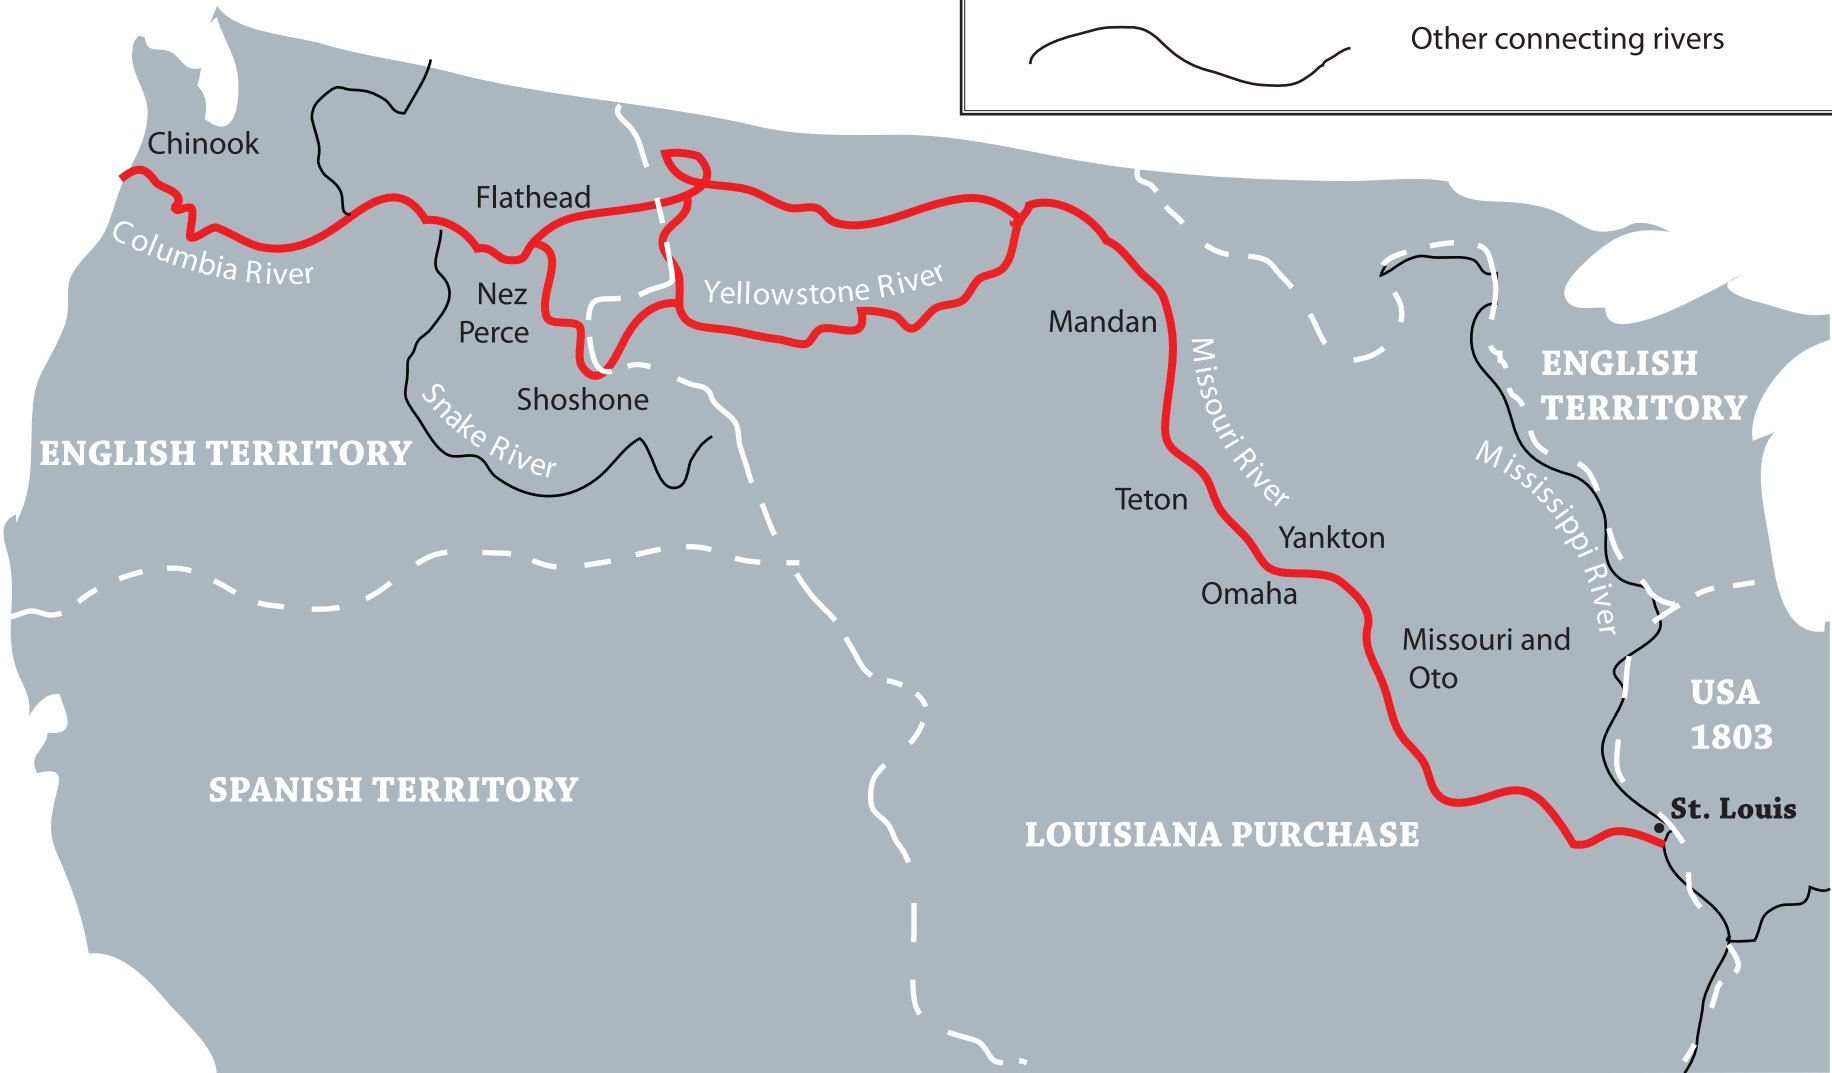 Other connecting rivers
Chinook
Flathead
Columbia River
Nez
Perce
Yellowstone River
Mandan
Missouri River
ENGLISH
TERRITORY
Shoshone
Snake River
ENGLISH TERRITORY
Mississippi River
Teton
Yankton
Omaha
Missouri and
Oto
USA
1803
SPANISH TERRITORY
St. Louis
LOUISIANA PURCHASE